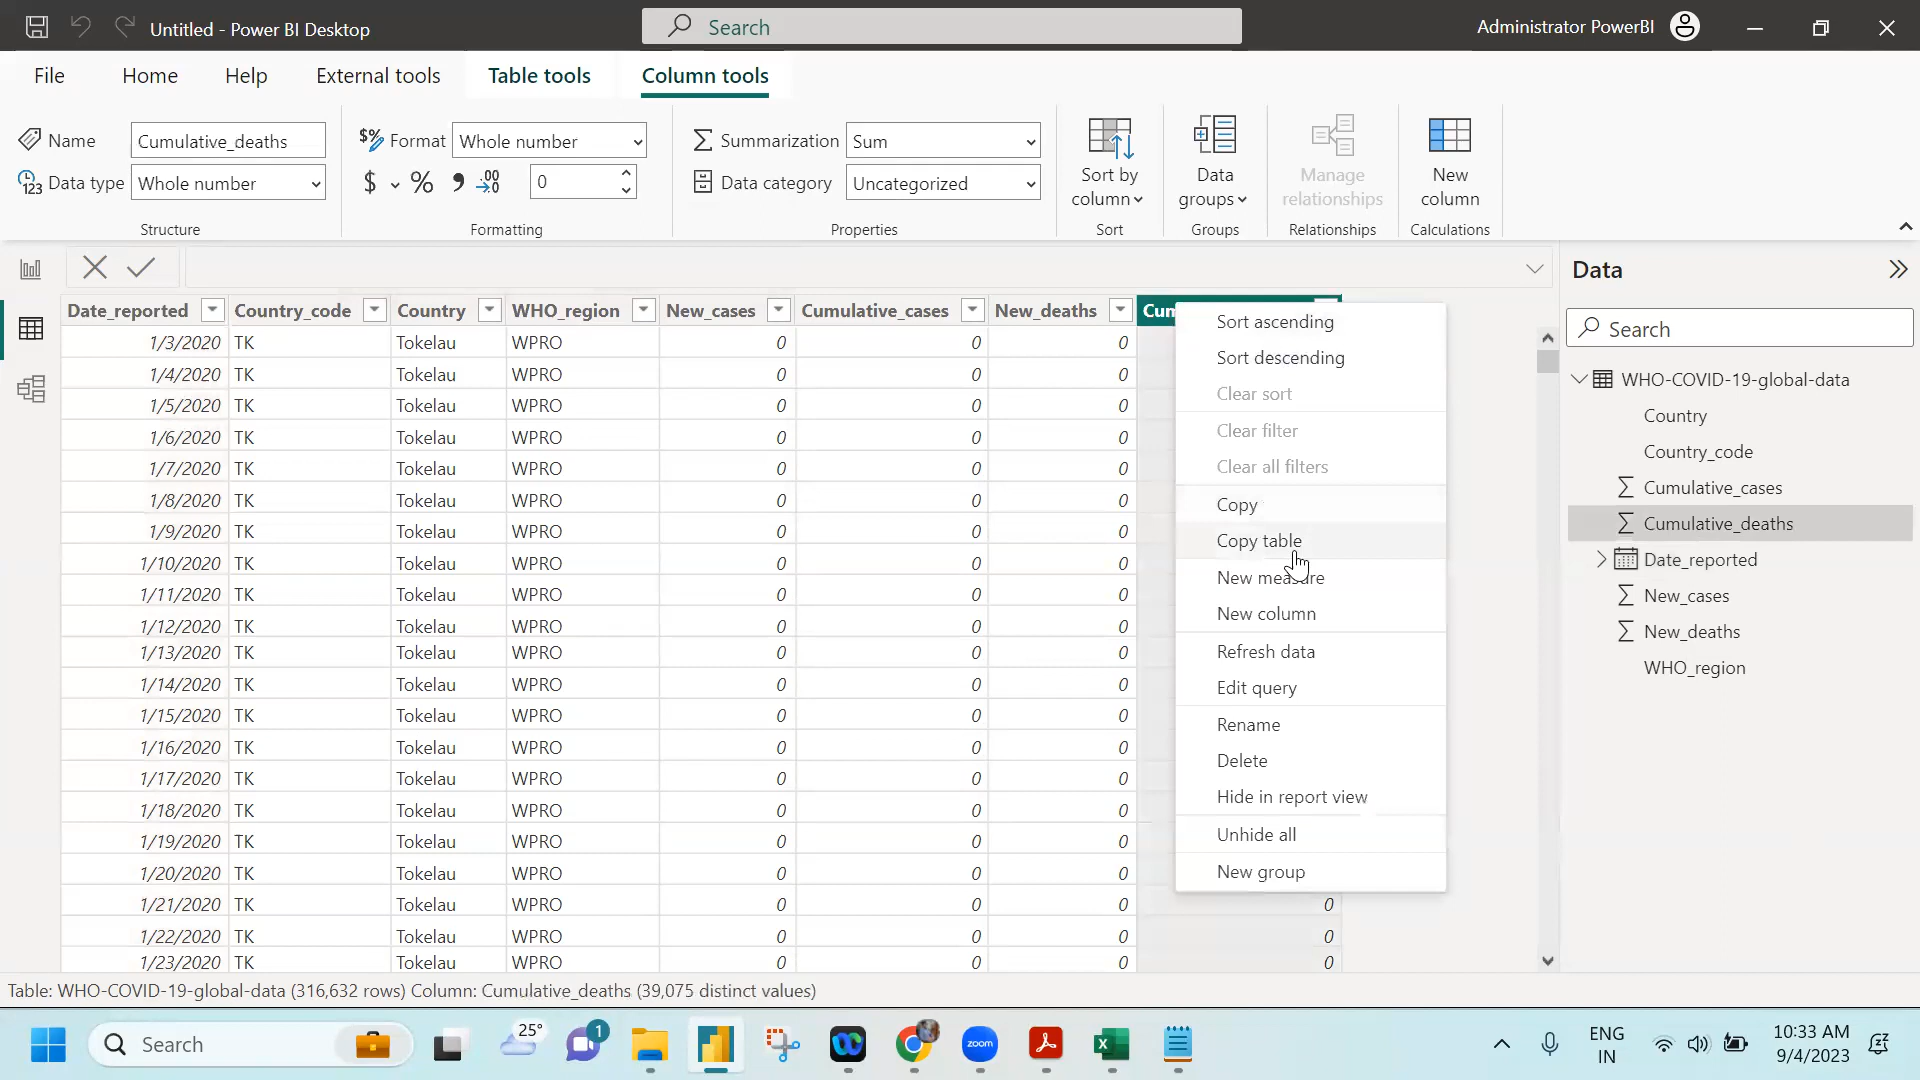 Untitled - Power BI Desktop
Search
Administrator PowerBI
File Home Help External tools Table tools Column tools
Name Cumulative_deaths
Data type Whole number
Structure
Format Whole number
$ % 0
Formatting
Summarization Sum
Data category Uncategorized
Properties
Sort by
column
Sort
Data
groups
Groups
Manage
relationships
Relationships
New
column
Calculations
Date_reported Country_code Country WHO_region New_cases Cumulative_cases New_deaths Cum
1/3/2020 TK Tokelau WPRO 0 0 0
1/4/2020 TK Tokelau WPRO 0 0 0
1/5/2020 TK Tokelau WPRO 0 0 0
1/6/2020 TK Tokelau WPRO 0 0 0
1/7/2020 TK Tokelau WPRO 0 0 0
1/8/2020 TK Tokelau WPRO 0 0 0
1/9/2020 TK Tokelau WPRO 0 0 0
1/10/2020 TK Tokelau WPRO 0 0 0
1/11/2020 TK Tokelau WPRO 0 0 0
1/12/2020 TK Tokelau WPRO 0 0 0
1/13/2020 TK Tokelau WPRO 0 0 0
1/14/2020 TK Tokelau WPRO 0 0 0
1/15/2020 TK Tokelau WPRO 0 0 0
1/16/2020 TK Tokelau WPRO 0 0 0
1/17/2020 TK Tokelau WPRO 0 0 0
1/18/2020 TK Tokelau WPRO 0 0 0
1/19/2020 TK Tokelau WPRO 0 0 0
1/20/2020 TK Tokelau WPRO 0 0 0
1/21/2020 TK Tokelau WPRO 0 0 0 0
1/22/2020 TK Tokelau WPRO 0 0 0 0
1/23/2020 TK Tokelau WPRO 0 0 0 0
Sort ascending
Sort descending
Clear sort
Clear filter
Clear all filters
Copy
Copy table
New measure
New column
Refresh data
Edit query
Rename
Delete
Hide in report view
Unhide all
New group
Data
Search
WHO-COVID-19-global-data
Country
Country_code
Cumulative_cases
Cumulative_deaths
Date_reported
New_cases
New_deaths
WHO_region
Table: WHO-COVID-19-global-data (316,632 rows) Column: Cumulative_deaths (39,075 distinct values)
Search
25°
1
zoom
ENG
IN
10:33 AM
9/4/2023